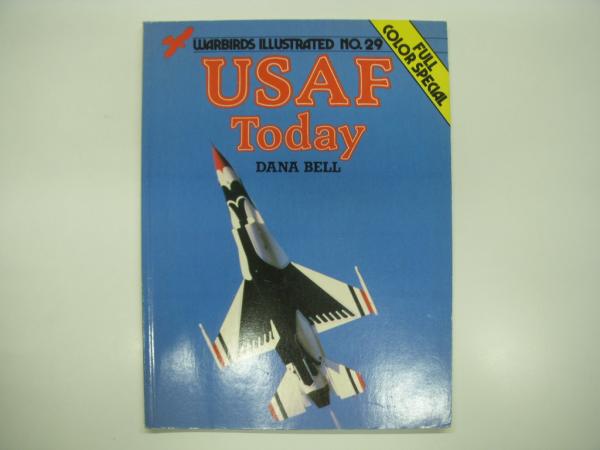 WARBIRDS ILLUSTRATED NO. 29
FULL
COLOR SPECIAL
USAF
Today
DANA BELL